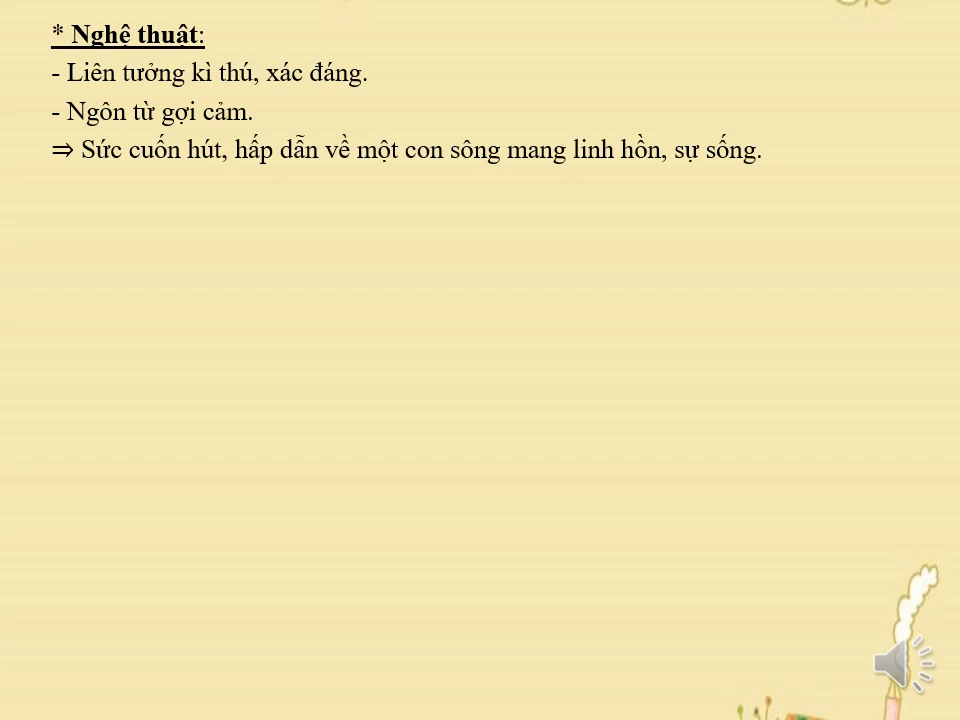 * Nghệ thuật:
- Liên tưởng kì thú, xác đáng.
- Ngôn từ gợi cảm.
⇒ Sức cuốn hút, hấp dẫn về một con sông mang linh hồn, sự sống.